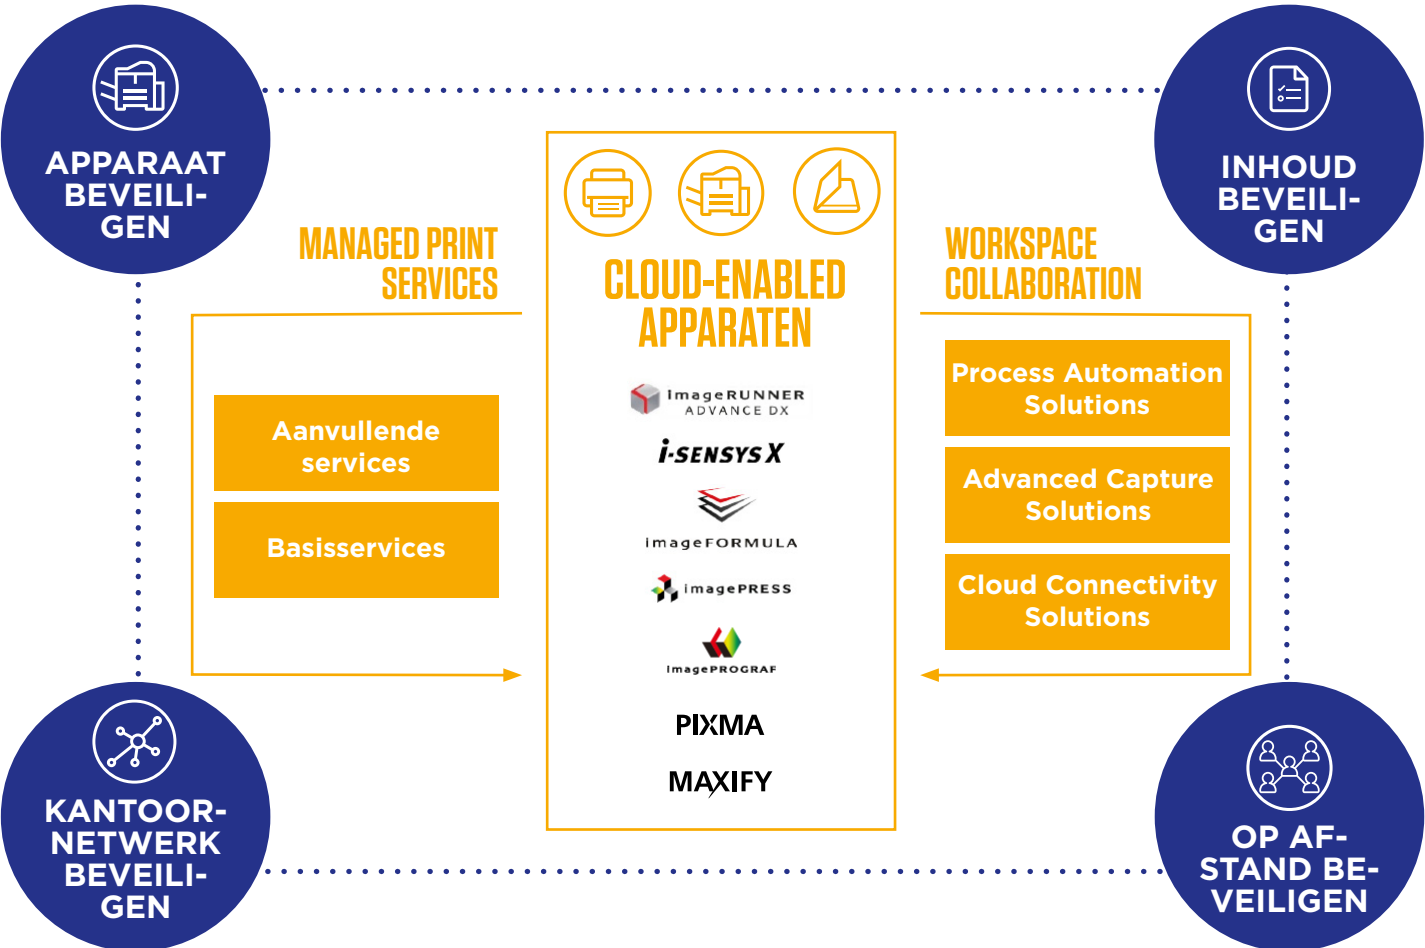 APPARAAT
BEVEILI-
GEN
INHOUD
BEVEILI-
GEN
MANAGED PRINT
SERVICES
Aanvullende
services
Basisservices
CLOUD-ENABLED
APPARATEN
imageRUNNER
ADVANCE DX
i-SENSYS X
imageFORMULA
imagePRESS
imagePROGRAF
PIXMA
MAXIFY
WORKSPACE
COLLABORATION
Process Automation
Solutions
Advanced Capture
Solutions
Cloud Connectivity
Solutions
KANTOOR-
NETWERK
BEVEILI-
GEN
OP AF-
STAND BE-
VEILIGEN